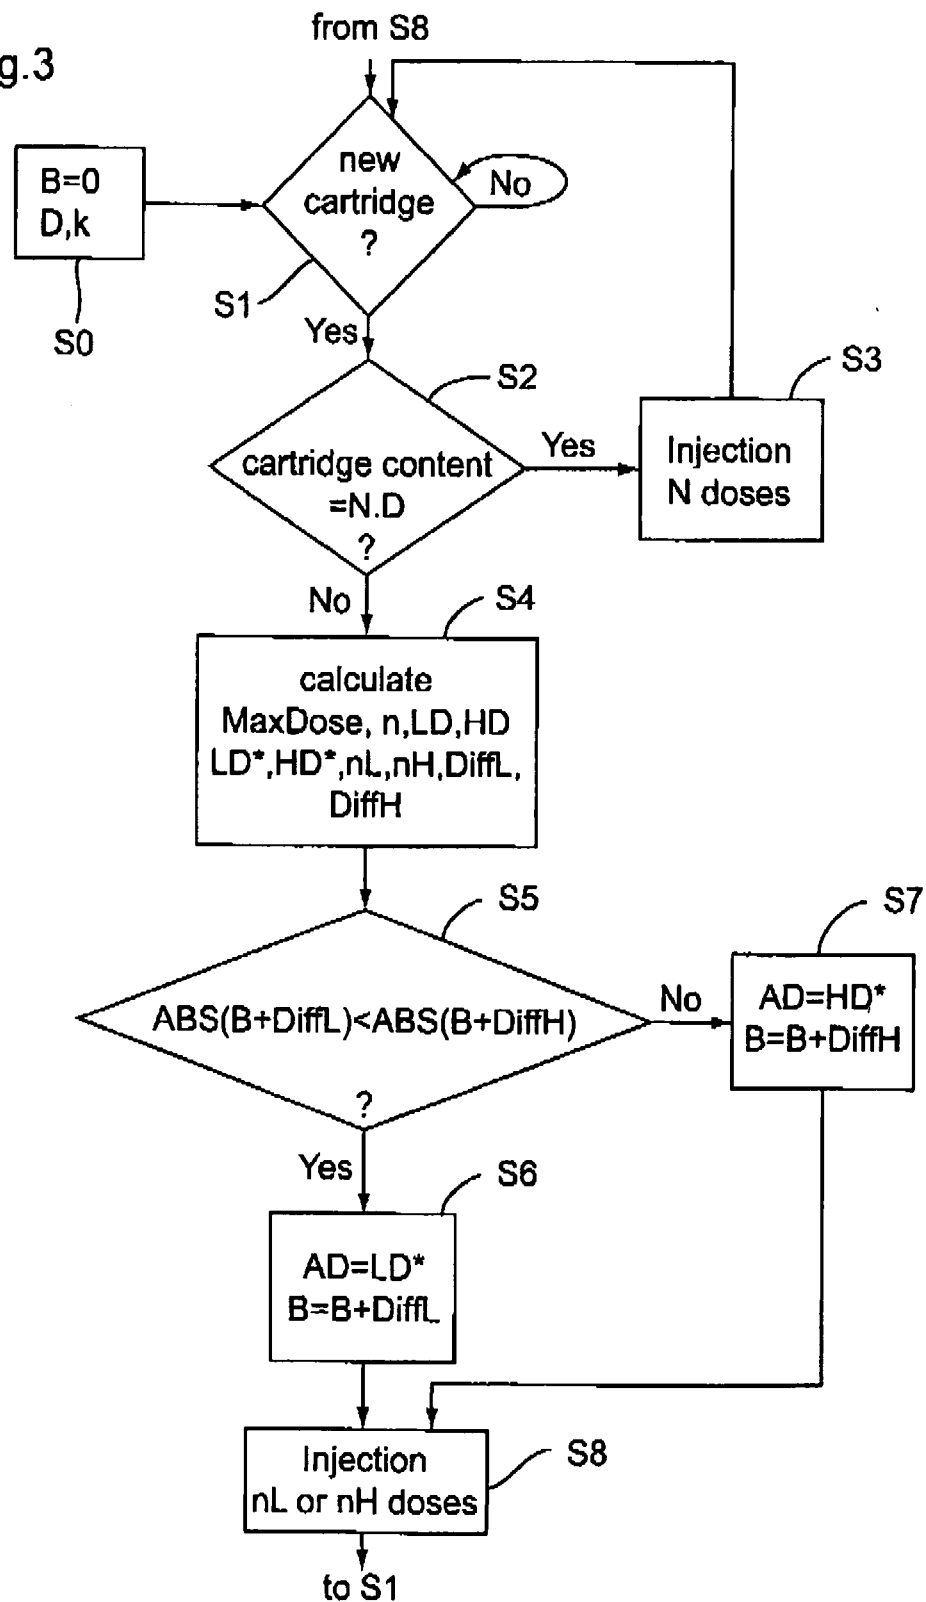 from S8
g.3
B=0
D,k
S0
new
cartridge
?
No
S1
Yes
S2
cartridge content
=N.D
?
Yes
S3
Injection
N doses
No
S4
calculate
MaxDose, n,LD,HD
LD*,HD*,nL,nH,DiffL,
DiffH
S5
ABS(B+DiffL)<ABS(B+DiffH)
?
No
S7
AD=HD*
B=B+DiffH
Yes
S6
AD=LD*
B=B+DiffL
Injection
nL or nH doses
S8
to S1